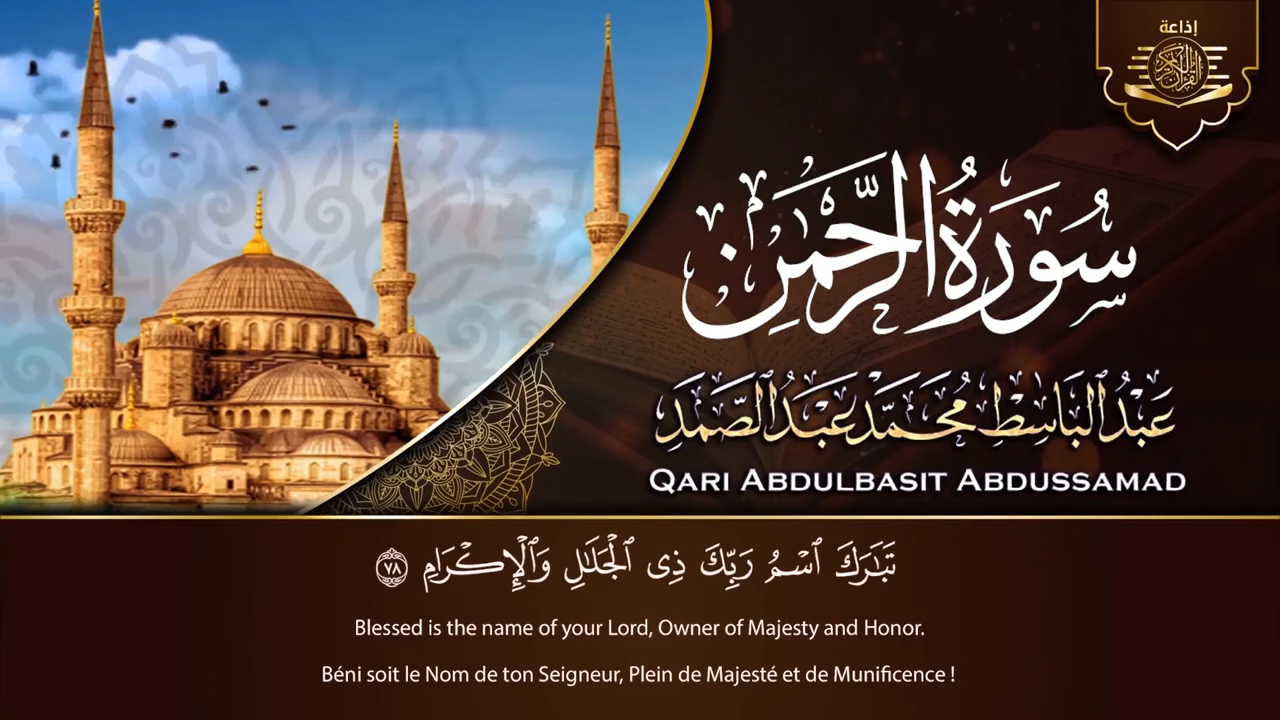 إذاعة
القرآن الكريم
سُورَةُ الرَّحْمَٰنِ
عَبْدُ الْبَاسِطِ مُحَمَّدْ عَبْدُ الصَّمَدِ
QARI ABDULBASIT ABDUSSAMAD
تَبَٰرَكَ ٱسْمُ رَبِّكَ ذِى ٱلْجَلَٰلِ وَٱلْإِكْرَامِ ٧٨
Blessed is the name of your Lord, Owner of Majesty and Honor.
Béni soit le Nom de ton Seigneur, Plein de Majesté et de Munificence !